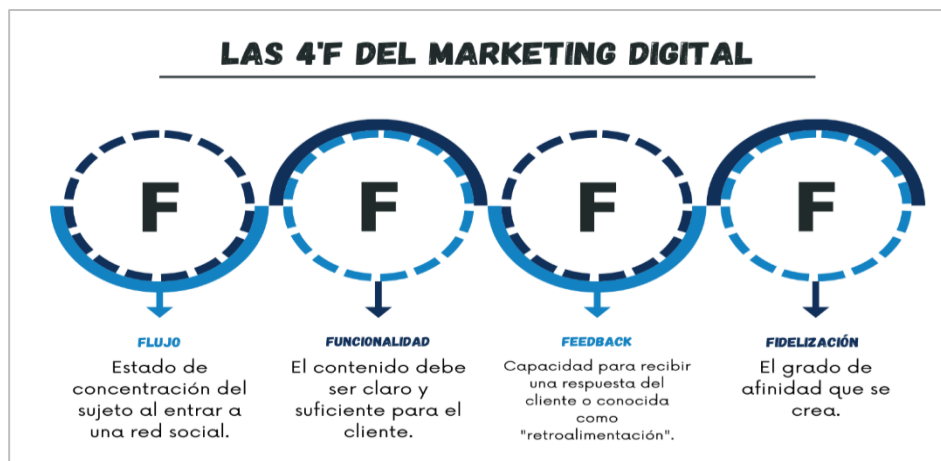 LAS 4'F DEL MARKETING DIGITAL
F
F
F
F
FLUJO
Estado de
concentración del
sujeto al entrar a
una red social.
FUNCIONALIDAD
El contenido debe
ser claro y
suficiente para el
cliente.
FEEDBACK
Capacidad para recibir
una respuesta del
cliente o conocida
como
"retroalimentación".
FIDELIZACIÓN
El grado de
afinidad que se
crea.